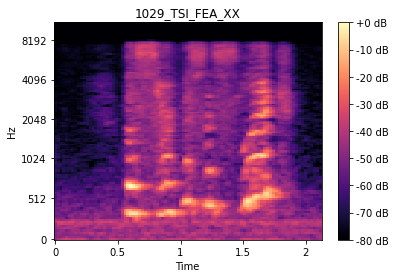 1029_TSI_FEA_XX
8192
4096
2048
1024
512
0
Hz
0
0.5
1
1.5
2
Time
+0 dB
-10 dB
-20 dB
-30 dB
-40 dB
-50 dB
-60 dB
-70 dB
-80 dB